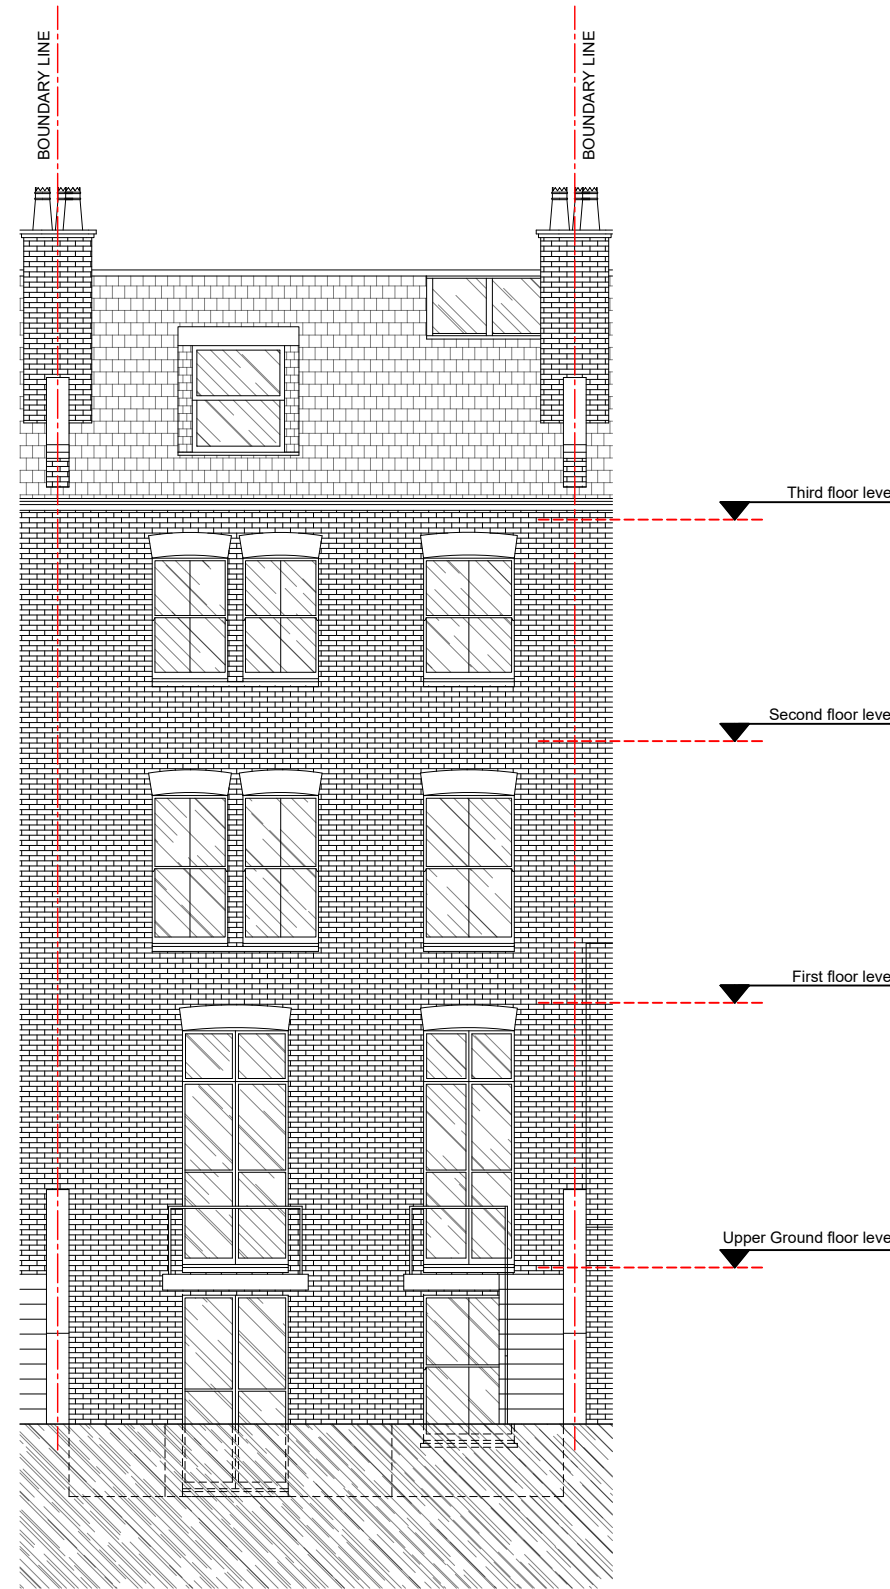 BOUNDARY LINE
BOUNDARY LINE
Third floor leve
Second floor leve
First floor leve
Upper Ground floor leve